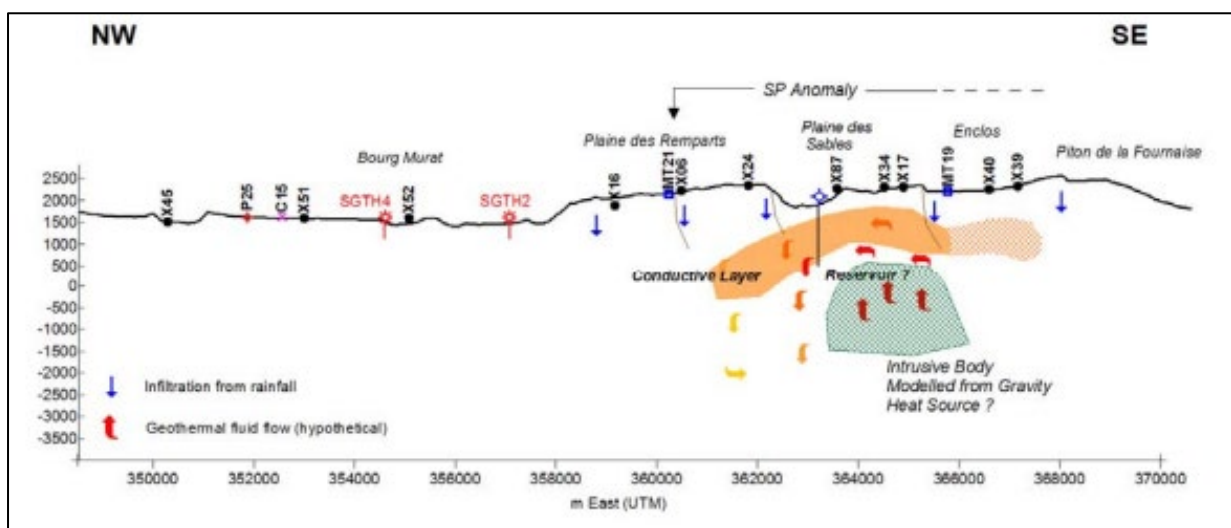 NW
SE
SP Anomaly
Plaine des Remparts
Plaine des
Sables
Enclos
Piton de la Fournaise
Bourg Murat
X45
P25
C15
X51
SGTH4
X52
SGTH2
X16
MT21
X06
X24
X87
X34
X17
MT19
X40
X39
2500
2000
1500
1000
500
0
-500
-1000
-1500
-2000
-2500
-3000
-3500
Conductive Layer
Reservoir ?
Intrusive Body
Modelled from Gravity
Heat Source ?
Infiltration from rainfall
Geothermal fluid flow (hypothetical)
350000 352000 354000 356000 358000 360000 362000 364000 366000 368000 370000
m East (UTM)